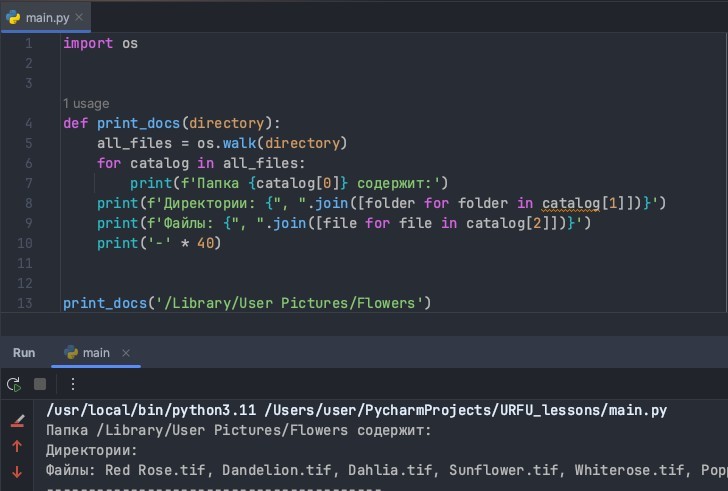 main.py
1 import os
2
3
1 usage
4 def print_docs(directory):
5 all_files = os.walk(directory)
6 for catalog in all_files:
7 print(f'Папка {catalog[0]} содержит:')
8 print(f'Директории: {", ".join([folder for folder in catalog[1]])}')
9 print(f'Файлы: {", ".join([file for file in catalog[2]])}')
10 print('-' * 40)
11
12
13 print_docs('/Library/User Pictures/Flowers')
Run main
/usr/local/bin/python3.11 /Users/user/PycharmProjects/URFU_lessons/main.py
Папка /Library/User Pictures/Flowers содержит:
Директории:
Файлы: Red Rose.tif, Dandelion.tif, Dahlia.tif, Sunflower.tif, Whiterose.tif, Pop
----------------------------------------